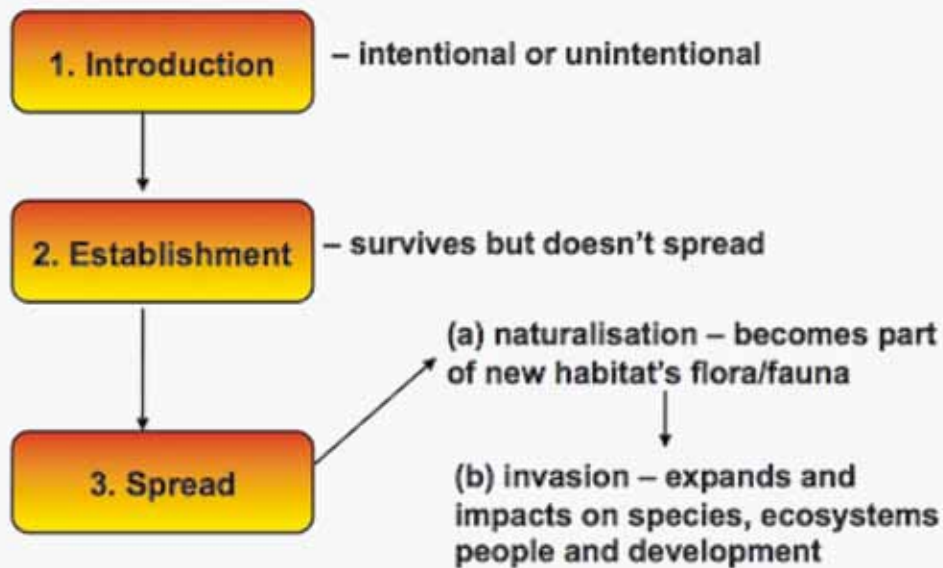 1. Introduction
– intentional or unintentional
2. Establishment
– survives but doesn't spread
3. Spread
(a) naturalisation – becomes part
of new habitat's flora/fauna
(b) invasion – expands and
impacts on species, ecosystems
people and development